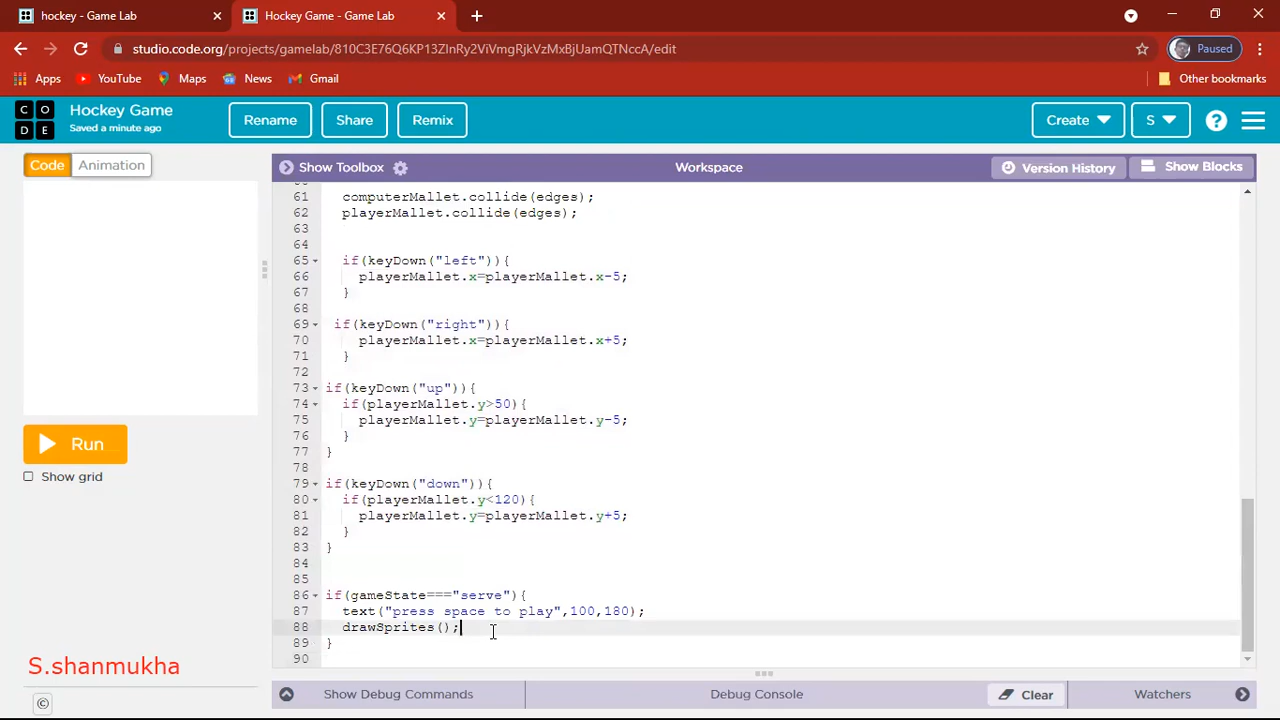 hockey - Game Lab
Hockey Game - Game Lab
studio.code.org/projects/gamelab/810C3E76Q6KP13ZInRy2ViVmgRjkVzMxBjUamQTNccA/edit
Paused
Apps
YouTube
Maps
News
Gmail
Other bookmarks
C O
D E
Hockey Game
Saved a minute ago
Rename
Share
Remix
Create
S
?
Code
Animation
Show Toolbox
Workspace
Version History
Show Blocks
61 computerMallet.collide(edges);
62 playerMallet.collide(edges);
63
64
65 if(keyDown("left")){
66 playerMallet.x=playerMallet.x-5;
67 }
68
69 if(keyDown("right")){
70 playerMallet.x=playerMallet.x+5;
71 }
72
73 if(keyDown("up")){
74 if(playerMallet.y>50){
75 playerMallet.y=playerMallet.y-5;
76 }
77 }
78
79 if(keyDown("down")){
80 if(playerMallet.y<120){
81 playerMallet.y=playerMallet.y+5;
82 }
83 }
84
85
86 if(gameState==="serve"){
87 text("press space to play",100,180);
88 drawSprites();
89 }
90
Run
Show grid
S.shanmukha
©
Show Debug Commands
Debug Console
Clear
Watchers